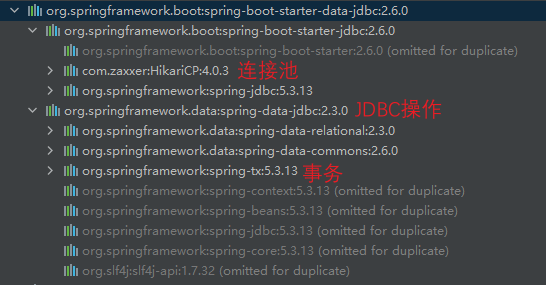 org.springframework.boot:spring-boot-starter-data-jdbc:2.6.0
org.springframework.boot:spring-boot-starter-jdbc:2.6.0
org.springframework.boot:spring-boot-starter:2.6.0 (omitted for duplicate)
com.zaxxer:HikariCP:4.0.3 连接池
org.springframework:spring-jdbc:5.3.13
org.springframework.data:spring-data-jdbc:2.3.0 JDBC操作
org.springframework.data:spring-data-relational:2.3.0
org.springframework.data:spring-data-commons:2.6.0
org.springframework:spring-tx:5.3.13 事务
org.springframework:spring-context:5.3.13 (omitted for duplicate)
org.springframework:spring-beans:5.3.13 (omitted for duplicate)
org.springframework:spring-jdbc:5.3.13 (omitted for duplicate)
org.springframework:spring-core:5.3.13 (omitted for duplicate)
org.slf4j:slf4j-api:1.7.32 (omitted for duplicate)